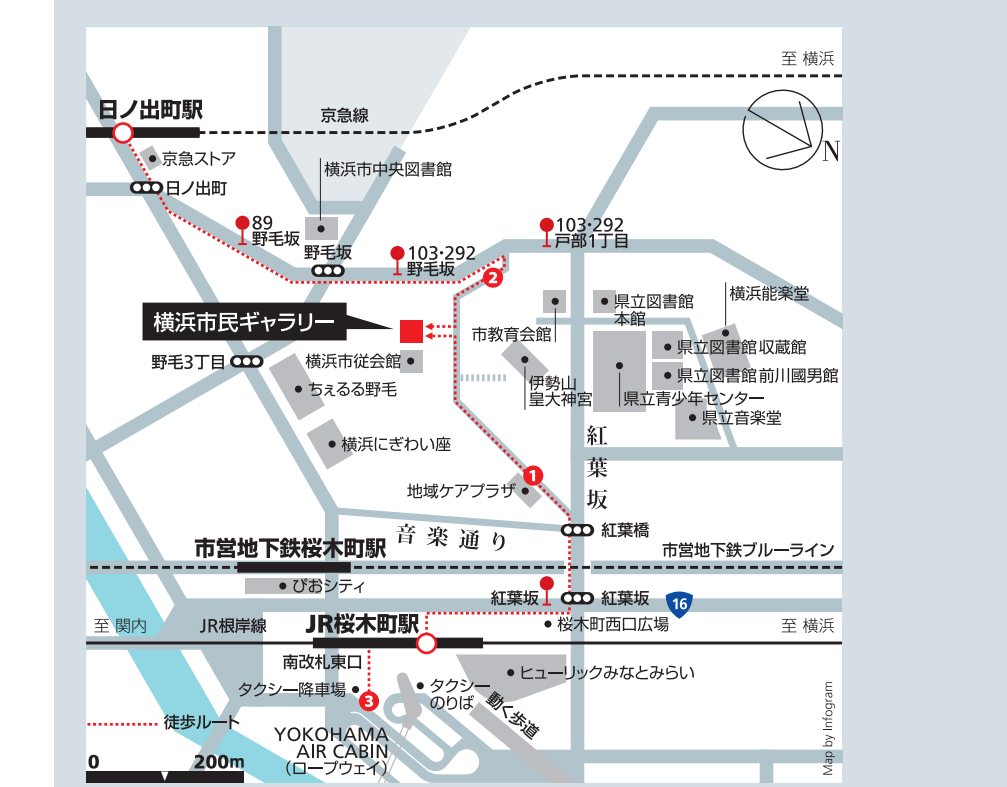 至 横浜
日ノ出町駅
京急線
N
京急ストア
横浜市中央図書館
日ノ出町
89
野毛坂
103・292
戸部1丁目
野毛坂
103・292
野毛坂
2
横浜能楽堂
県立図書館
本館
横浜市民ギャラリー
市教育会館
県立図書館収蔵館
野毛3丁目
横浜市従会館
県立図書館前川國男館
ちぇるる野毛
伊勢山
皇大神宮
県立青少年センター
県立音楽堂
紅葉坂
横浜にぎわい座
1
地域ケアプラザ
音楽通り
紅葉橋
市営地下鉄桜木町駅
市営地下鉄ブルーライン
ぴおシティ
紅葉坂
紅葉坂
16
至 関内
JR根岸線
JR桜木町駅
桜木町西口広場
至 横浜
南改札東口
ヒューリックみなとみらい
タクシー降車場
3
タクシー
のりば
動く歩道
徒歩ルート
YOKOHAMA
AIR CABIN
（ロープウェイ）
0
200m
Map by Infogram